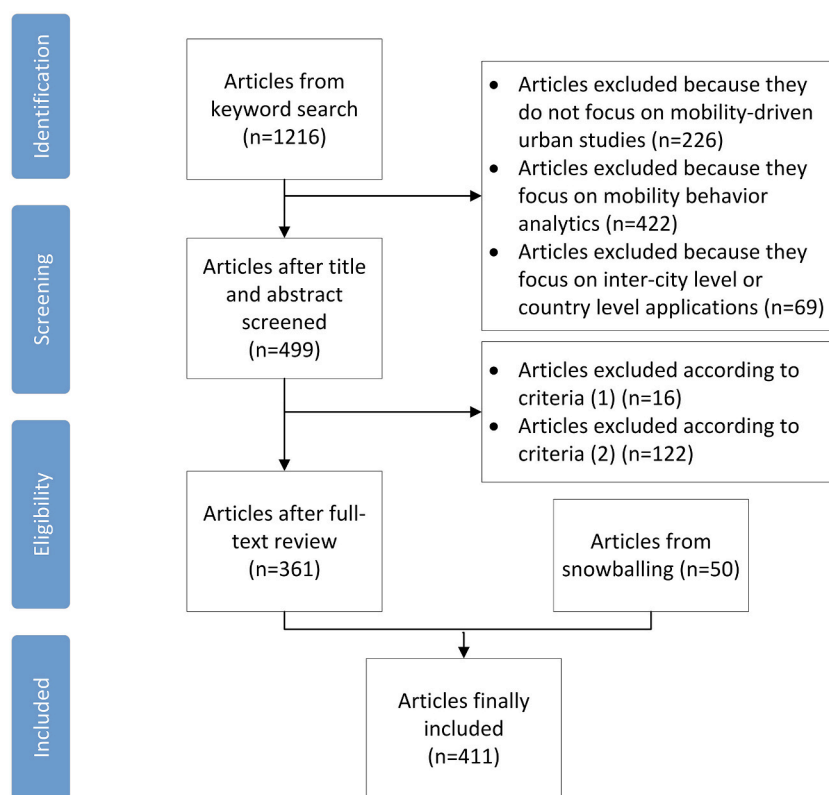 Identification
Articles from
keyword search
(n=1216)
• Articles excluded because they
do not focus on mobility-driven
urban studies (n=226)
• Articles excluded because they
focus on mobility behavior
analytics (n=422)
• Articles excluded because they
focus on inter-city level or
country level applications (n=69)
Screening
Articles after title
and abstract
screened
(n=499)
• Articles excluded according to
criteria (1) (n=16)
• Articles excluded according to
criteria (2) (n=122)
Eligibility
Articles after full-
text review
(n=361)
Articles from
snowballing (n=50)
Included
Articles finally
included
(n=411)